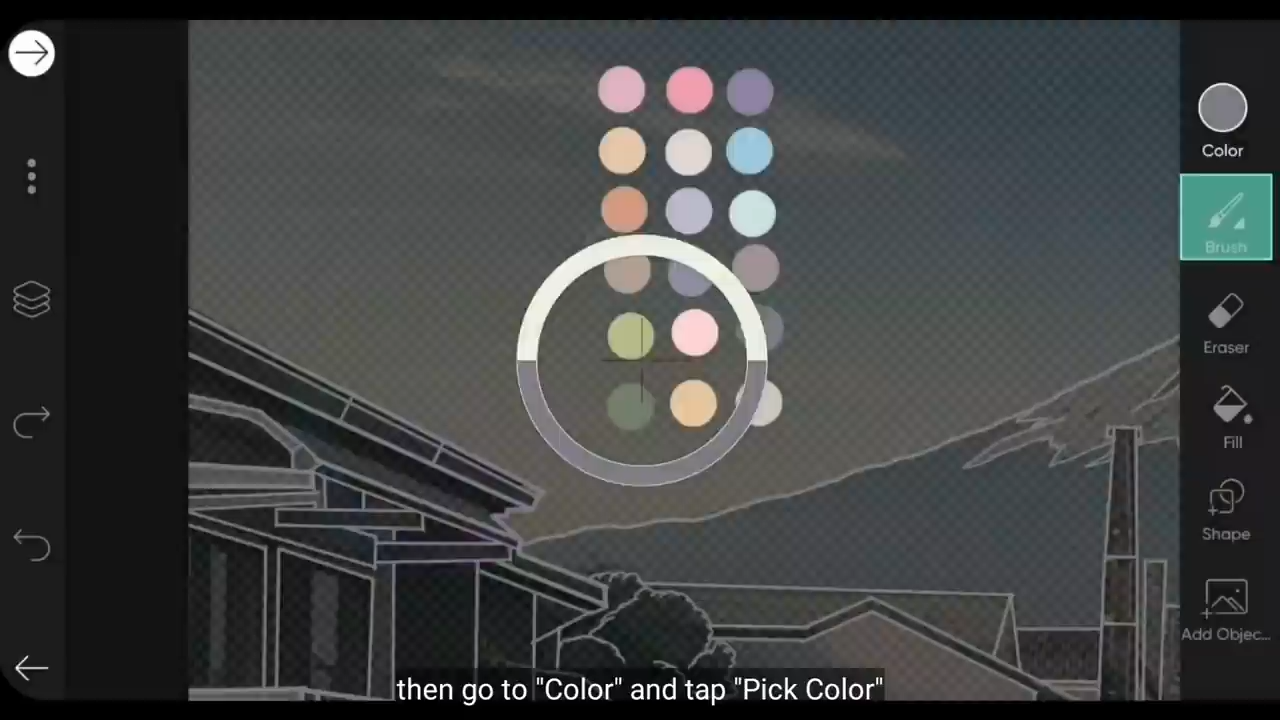 Color
Brush
Eraser
Fill
Shape
Add Objec...
then go to "Color" and tap "Pick Color"